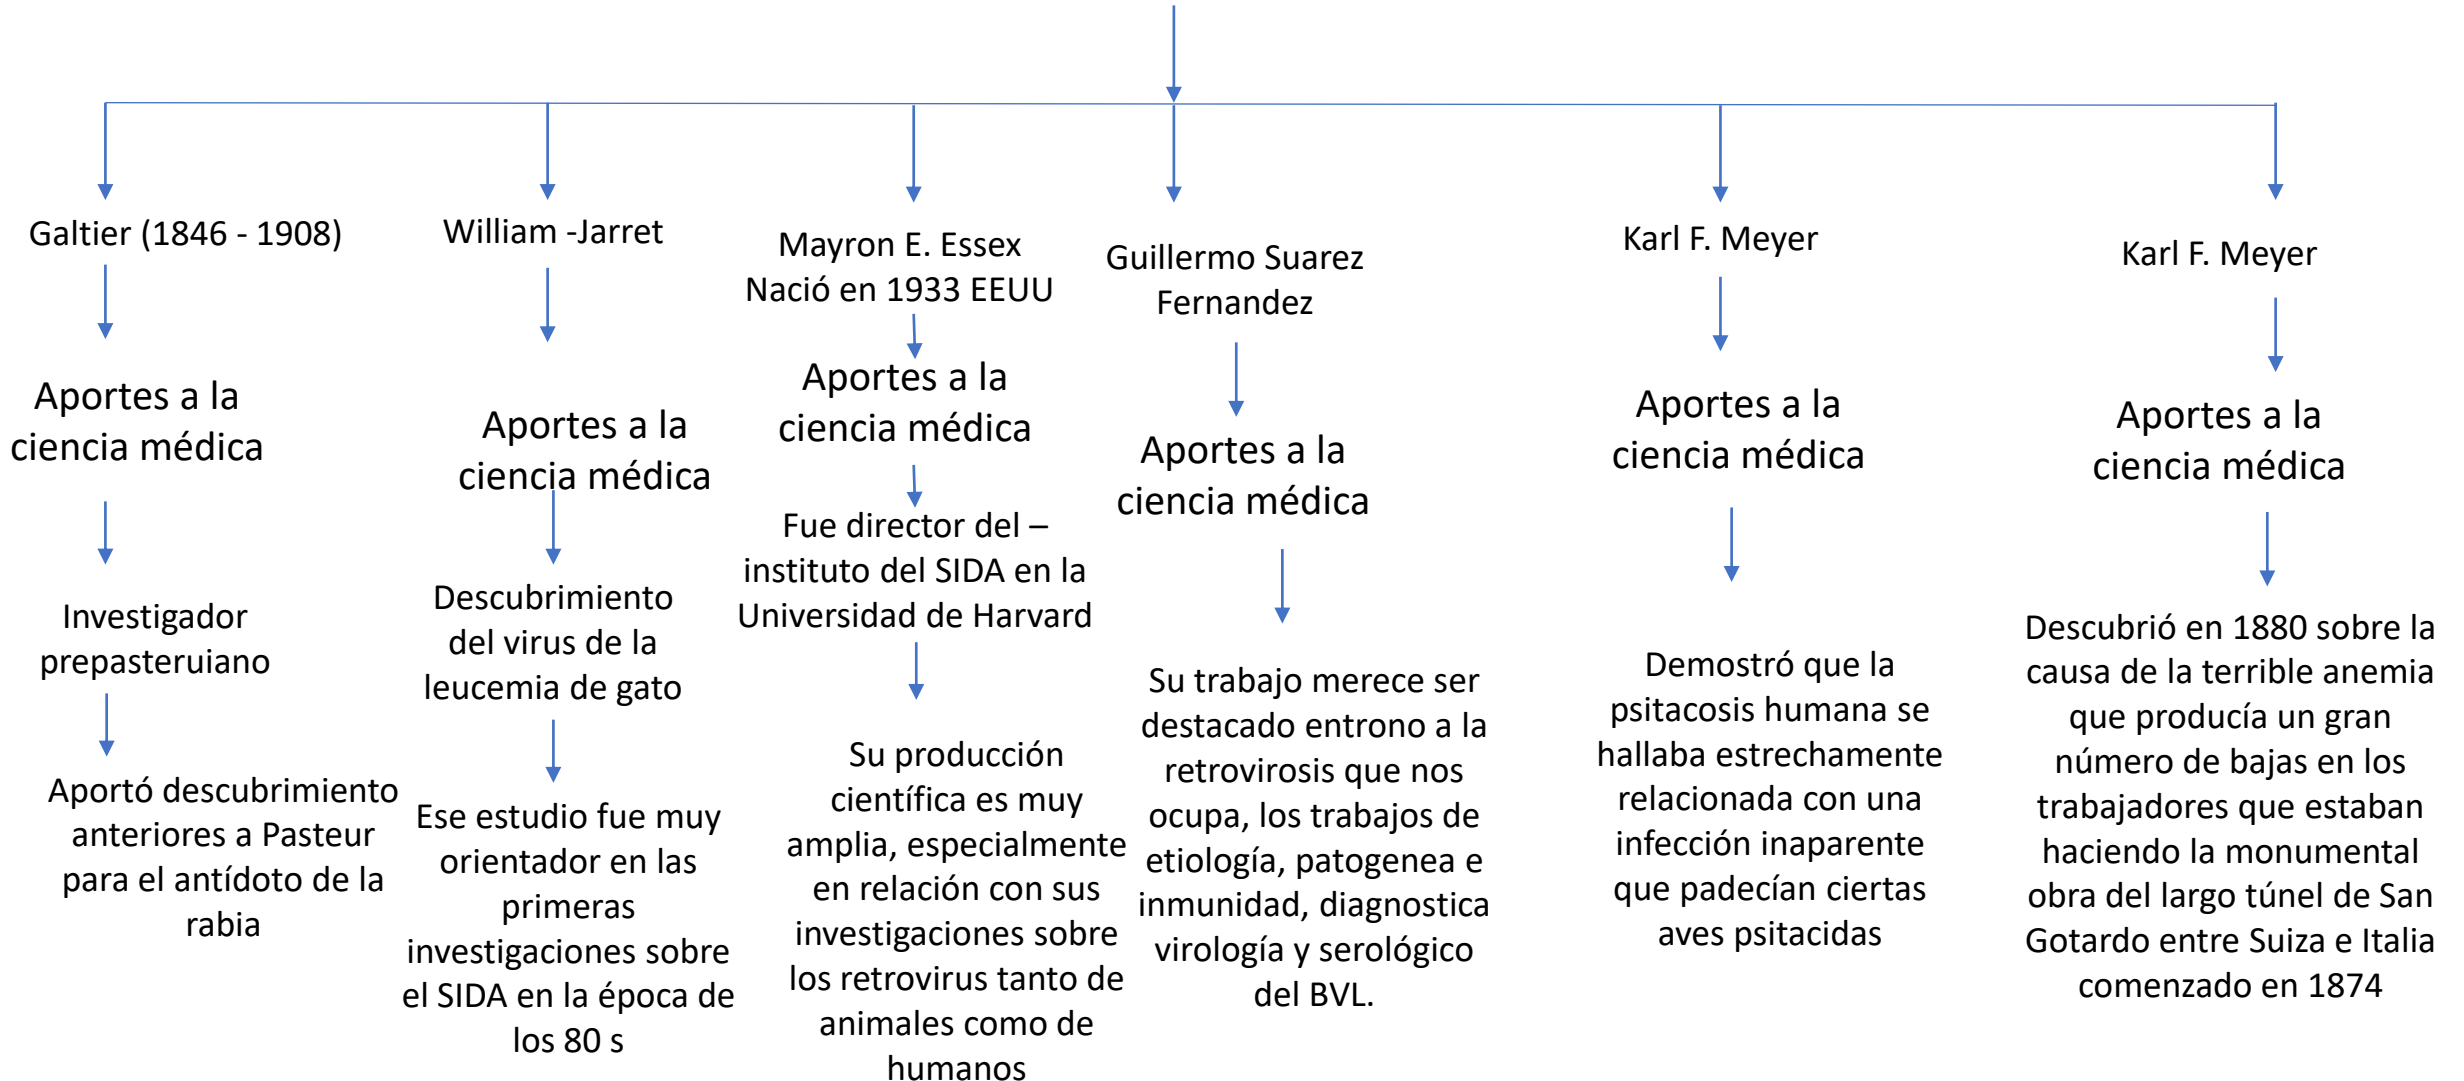 Galtier (1846 - 1908)
Aportes a la
ciencia médica
Investigador
prepasteruiano
Aportó descubrimiento
anteriores a Pasteur
para el antídoto de la
rabia
William -Jarret
Aportes a la
ciencia médica
Descubrimiento
del virus de la
leucemia de gato
Ese estudio fue muy
orientador en las
primeras
investigaciones sobre
el SIDA en la época de
los 80 s
Mayron E. Essex
Nació en 1933 EEUU
Aportes a la
ciencia médica
Fue director del –
instituto del SIDA en la
Universidad de Harvard
Su producción
científica es muy
amplia, especialmente
en relación con sus
investigaciones sobre
los retrovirus tanto de
animales como de
humanos
Guillermo Suarez
Fernandez
Aportes a la
ciencia médica
Su trabajo merece ser
destacado entrono a la
retrovirosis que nos
ocupa, los trabajos de
etiología, patogenea e
inmunidad, diagnostica
virología y serológico
del BVL.
Karl F. Meyer
Aportes a la
ciencia médica
Demostró que la
psitacosis humana se
hallaba estrechamente
relacionada con una
infección inaparente
que padecían ciertas
aves psitacidas
Karl F. Meyer
Aportes a la
ciencia médica
Descubrió en 1880 sobre la
causa de la terrible anemia
que producía un gran
número de bajas en los
trabajadores que estaban
haciendo la monumental
obra del largo túnel de San
Gotardo entre Suiza e Italia
comenzado en 1874